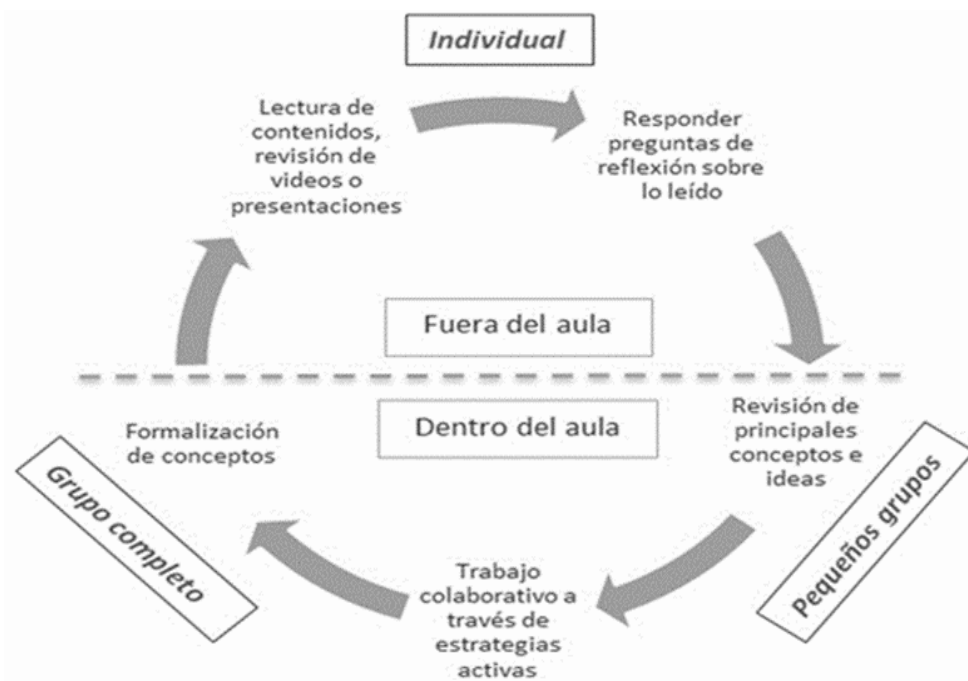 Individual
Lectura de
contenidos,
revisión de
videos o
presentaciones
Responder
preguntas de
reflexión sobre
lo leído
Fuera del aula
Dentro del aula
Revisión de
principales
conceptos e
ideas
Pequeños grupos
Trabajo
colaborativo a
través de
estrategias
activas
Formalización
de conceptos
Grupo completo